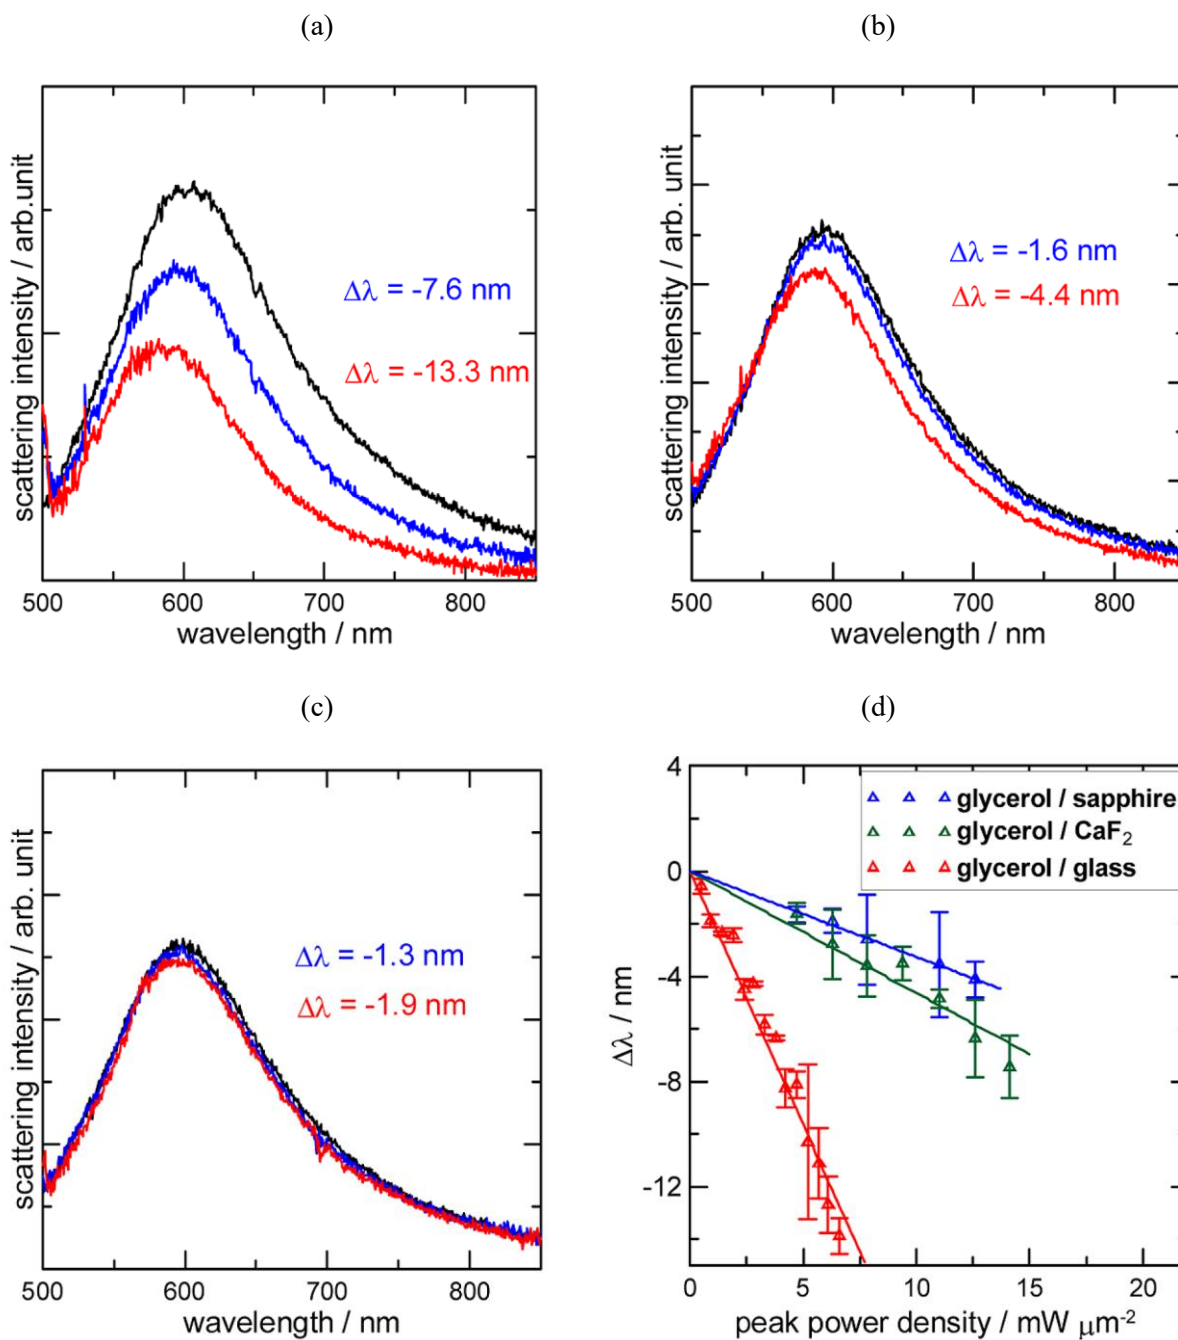 (a)
scattering intensity / arb.unit
Δλ = -7.6 nm
Δλ = -13.3 nm
500 600 700 800
wavelength / nm
(b)
scattering intensity / arb.unit
Δλ = -1.6 nm
Δλ = -4.4 nm
500 600 700 800
wavelength / nm
(c)
scattering intensity / arb. unit
Δλ = -1.3 nm
Δλ = -1.9 nm
500 600 700 800
wavelength / nm
(d)
Δλ / nm
4
0
-4
-8
-12
glycerol / sapphire
glycerol / CaF₂
glycerol / glass
0 5 10 15 20
peak power density / mW μm⁻²